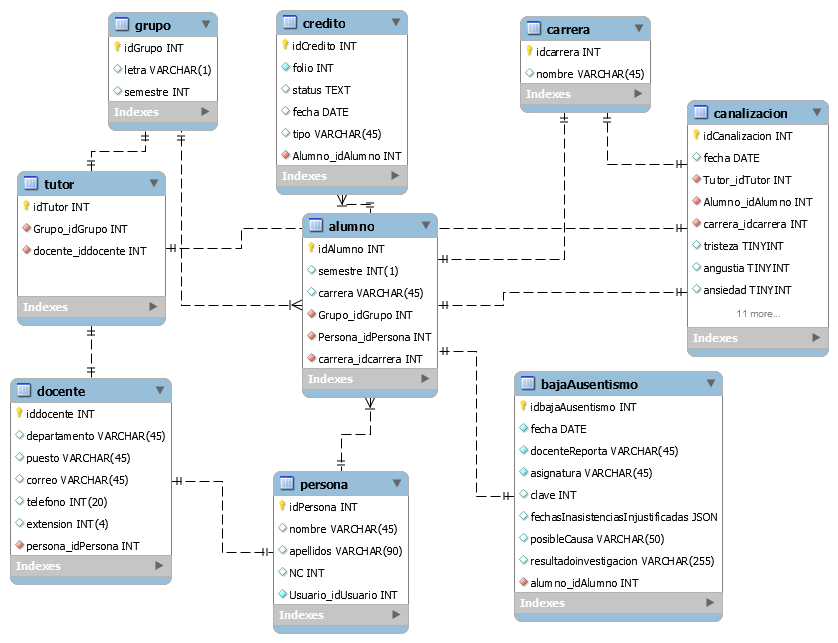 grupo
idGrupo INT
letra VARCHAR(1)
semestre INT
Indexes
credito
idCredito INT
folio INT
status TEXT
fecha DATE
tipo VARCHAR(45)
Alumno_idAlumno INT
Indexes
carrera
idcarrera INT
nombre VARCHAR(45)
Indexes
canalizacion
idCanalizacion INT
fecha DATE
Tutor_idTutor INT
Alumno_idAlumno INT
carrera_idcarrera INT
tristeza TINYINT
angustia TINYINT
ansiedad TINYINT
11 more...
Indexes
tutor
idTutor INT
Grupo_idGrupo INT
docente_iddocente INT
Indexes
alumno
idAlumno INT
semestre INT(1)
carrera VARCHAR(45)
Grupo_idGrupo INT
Persona_idPersona INT
carrera_idcarrera INT
Indexes
docente
iddocente INT
departamento VARCHAR(45)
puesto VARCHAR(45)
correo VARCHAR(45)
telefono INT(20)
extension INT(4)
persona_idPersona INT
Indexes
persona
idPersona INT
nombre VARCHAR(45)
apellidos VARCHAR(90)
NC INT
Usuario_idUsuario INT
Indexes
bajaAusentismo
idbajaAusentismo INT
fecha DATE
docenteReporta VARCHAR(45)
asignatura VARCHAR(45)
clave INT
fechasInasistenciasInjustificadas JSON
posibleCausa VARCHAR(50)
resultadoinvestigacion VARCHAR(255)
alumno_idAlumno INT
Indexes